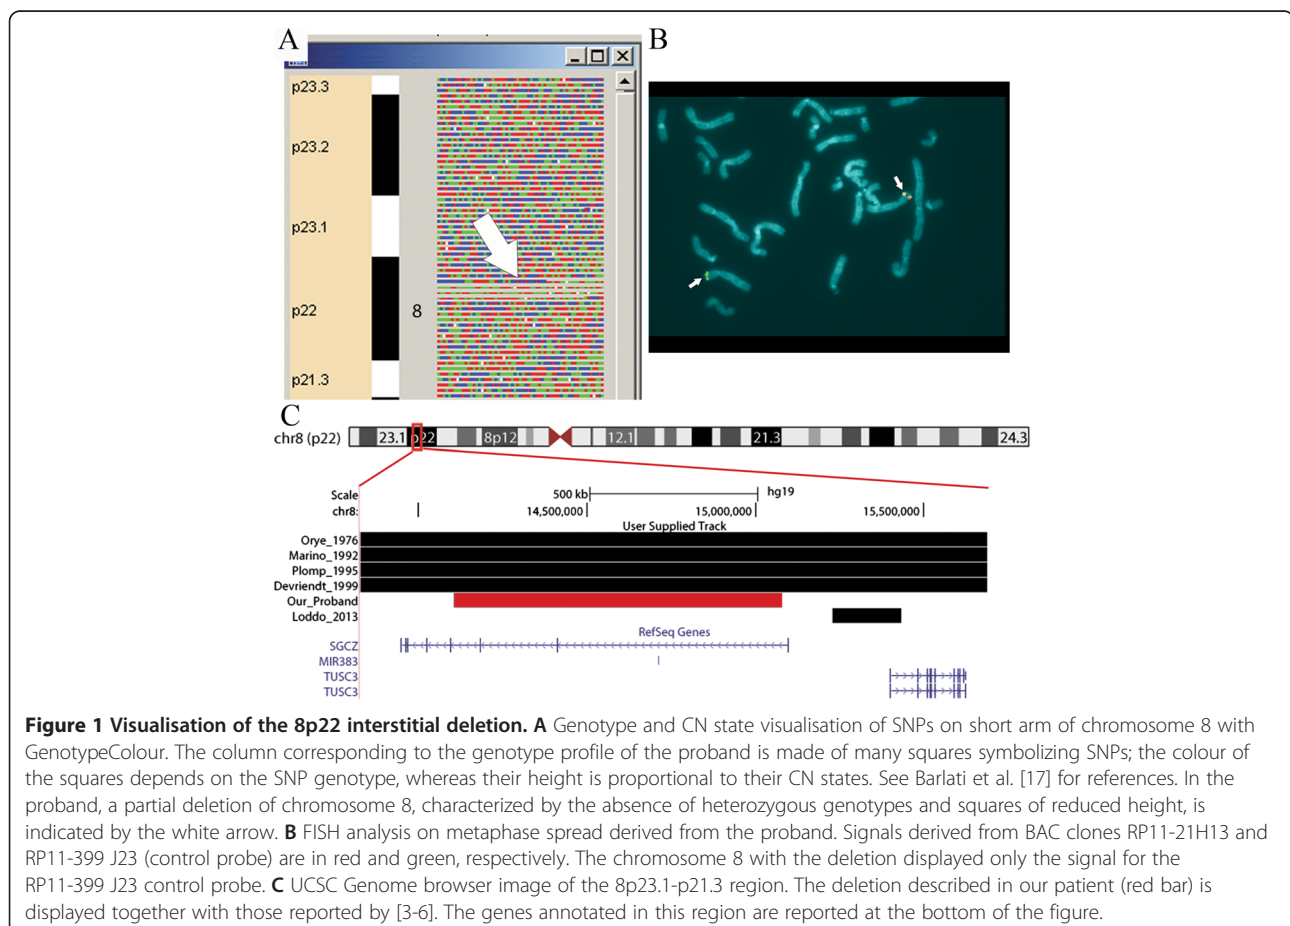 A
B
p23.3
p23.2
p23.1
p22
8
p21.3
C
chr8 (p22) 23.1 p22 8p12 12.1 21.3 24.3
Scale 500 kb hg19
chr8: 14,500,000 15,000,000 15,500,000
User Supplied Track
Orye_1976
Marino_1992
Plomp_1995
Devriendt_1999
Our_Proband
Loddo_2013
RefSeq Genes
SGCZ
MIR383
TUSC3
TUSC3
Figure 1 Visualisation of the 8p22 interstitial deletion. A Genotype and CN state visualisation of SNPs on short arm of chromosome 8 with
GenotypeColour. The column corresponding to the genotype profile of the proband is made of many squares symbolizing SNPs; the colour of
the squares depends on the SNP genotype, whereas their height is proportional to their CN states. See Barlati et al. [17] for references. In the
proband, a partial deletion of chromosome 8, characterized by the absence of heterozygous genotypes and squares of reduced height, is
indicated by the white arrow. B FISH analysis on metaphase spread derived from the proband. Signals derived from BAC clones RP11-21H13 and
RP11-399 J23 (control probe) are in red and green, respectively. The chromosome 8 with the deletion displayed only the signal for the
RP11-399 J23 control probe. C UCSC Genome browser image of the 8p23.1-p21.3 region. The deletion described in our patient (red bar) is
displayed together with those reported by [3-6]. The genes annotated in this region are reported at the bottom of the figure.